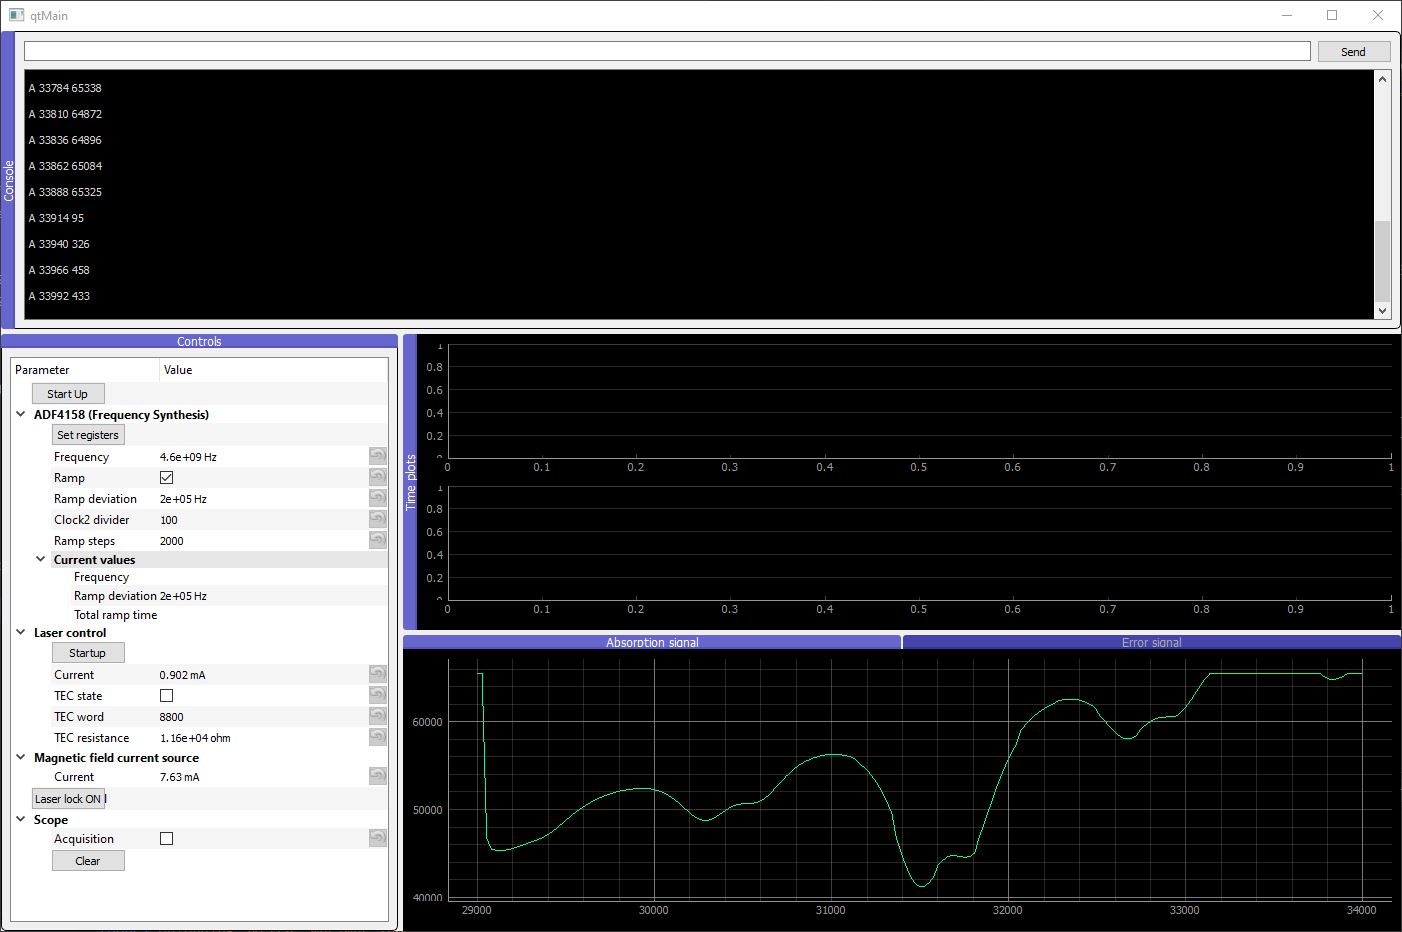 qtMain
Send
Console
A 33784 65338
A 33810 64872
A 33836 64896
A 33862 65084
A 33888 65325
A 33914 95
A 33940 326
A 33966 458
A 33992 433
Controls
Parameter Value
Start Up
ADF4158 (Frequency Synthesis)
Set registers
Frequency 4.6e+09 Hz
Ramp
Ramp deviation 2e+05 Hz
Clock2 divider 100
Ramp steps 2000
Current values
Frequency
Ramp deviation 2e+05 Hz
Total ramp time
Laser control
Startup
Current 0.902 mA
TEC state
TEC word 8800
TEC resistance 1.16e+04 ohm
Magnetic field current source
Current 7.63 mA
Laser lock ON
Scope
Acquisition
Clear
Time plots
1
0.8
0.6
0.4
0.2
0
0 0.1 0.2 0.3 0.4 0.5 0.6 0.7 0.8 0.9 1
1
0.8
0.6
0.4
0.2
0
0 0.1 0.2 0.3 0.4 0.5 0.6 0.7 0.8 0.9 1
Absorption signal Error signal
60000
50000
40000
29000 30000 31000 32000 33000 34000